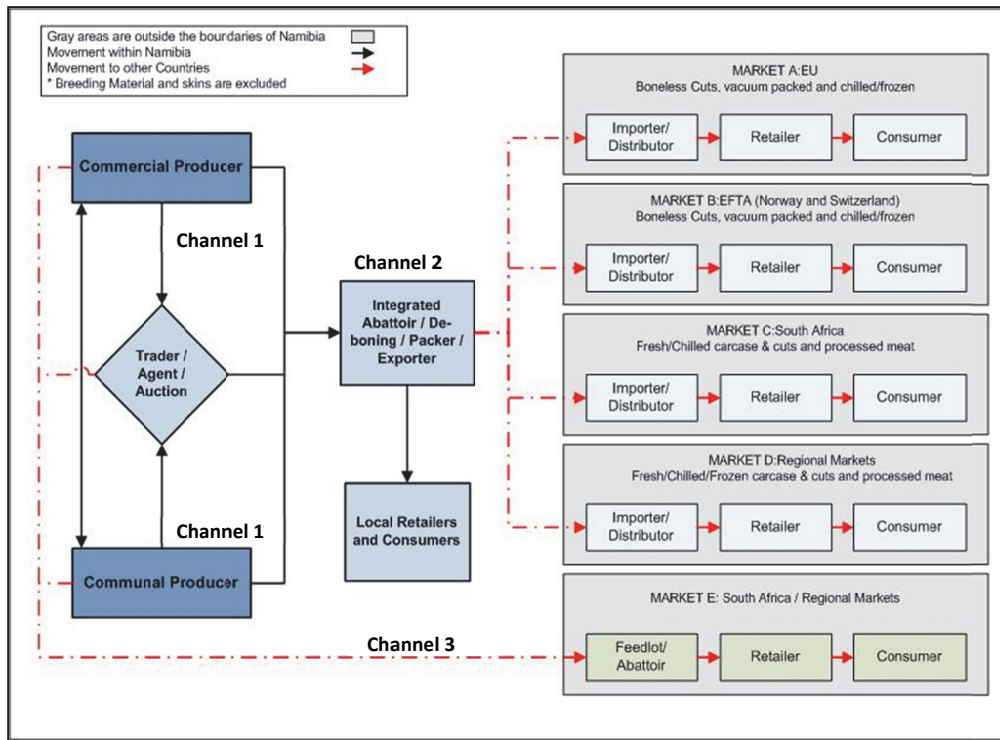 Gray areas are outside the boundaries of Namibia
Movement within Namibia
Movement to other Countries
* Breeding Material and skins are excluded
Commercial Producer
Channel 1
Trader /
Agent /
Auction
Channel 1
Communal Producer
Channel 2
Integrated
Abattoir / De-
boning / Packer /
Exporter
Local Retailers
and Consumers
Channel 3
MARKET A:EU
Boneless Cuts, vacuum packed and chilled/frozen
Importer/
Distributor
Retailer
Consumer
MARKET B:EFTA (Norway and Switzerland)
Boneless Cuts, vacuum packed and chilled/frozen
Importer/
Distributor
Retailer
Consumer
MARKET C:South Africa
Fresh/Chilled carcase & cuts and processed meat
Importer/
Distributor
Retailer
Consumer
MARKET D:Regional Markets
Fresh/Chilled/Frozen carcase & cuts and processed meat
Importer/
Distributor
Retailer
Consumer
MARKET E: South Africa / Regional Markets
Feedlot/
Abattoir
Retailer
Consumer